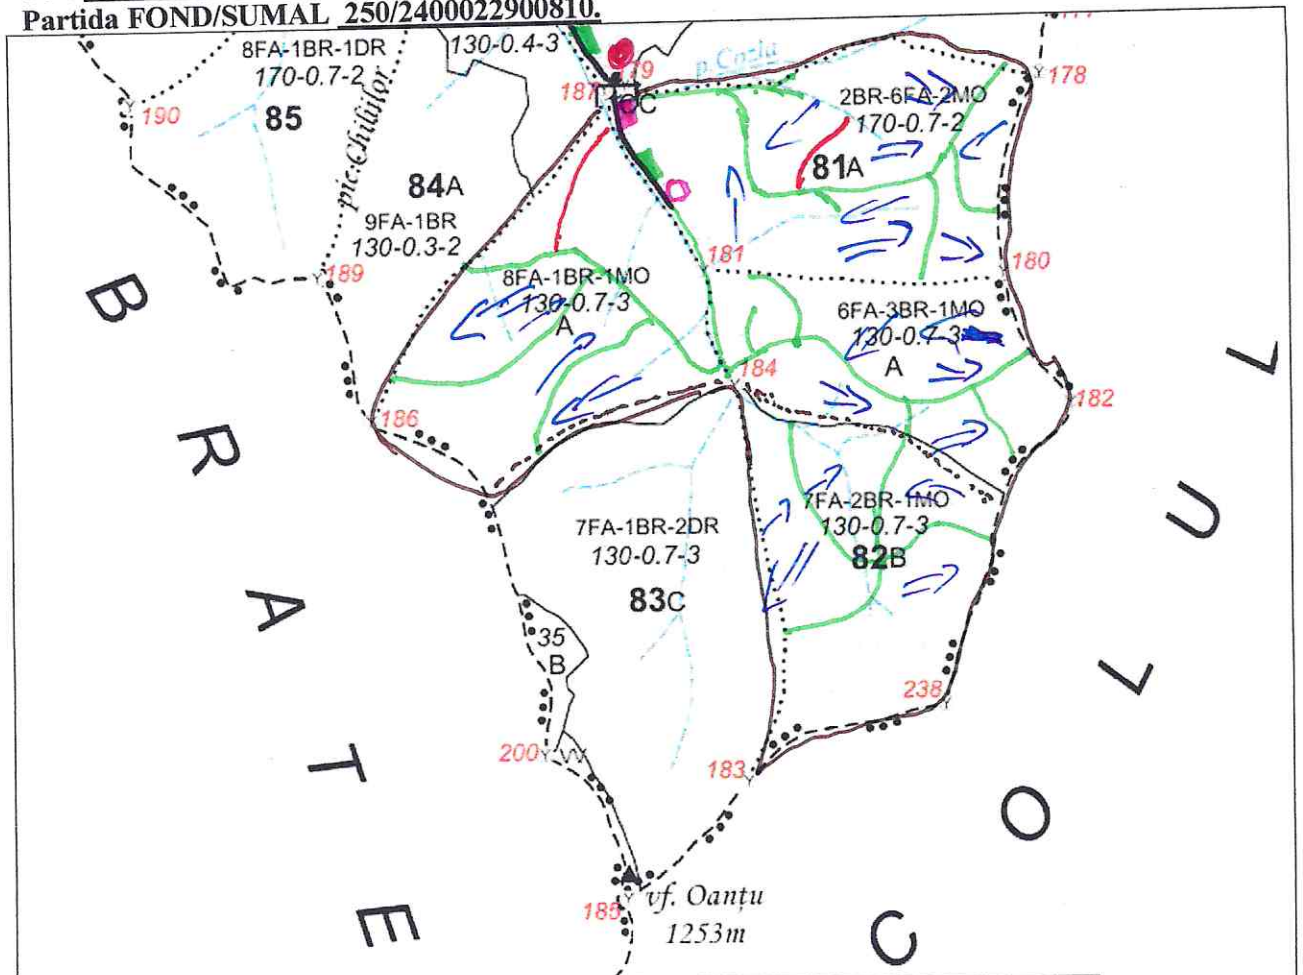 Partida FOND/SUMAL 250/2400022900810.
8FA-1BR-1DR
170-0.7-2
85
130-0.4-3
179
187
CC
p.Cozla
178
190
pic.Chihilor
2BR-6FA-2MO
170-0.7-2
81A
84A
9FA-1BR
130-0.3-2
189
181
180
8FA-1BR-1MO
130-0.7-3
A
6FA-3BR-1MO
130-0.7-3
A
184
182
186
7FA-1BR-2DR
130-0.7-3
83C
7FA-2BR-1MO
130-0.7-3
82B
35
B
238
200
183
185
vf. Oanțu
1253m
B
R
A
T
E
C
O
L
U
L